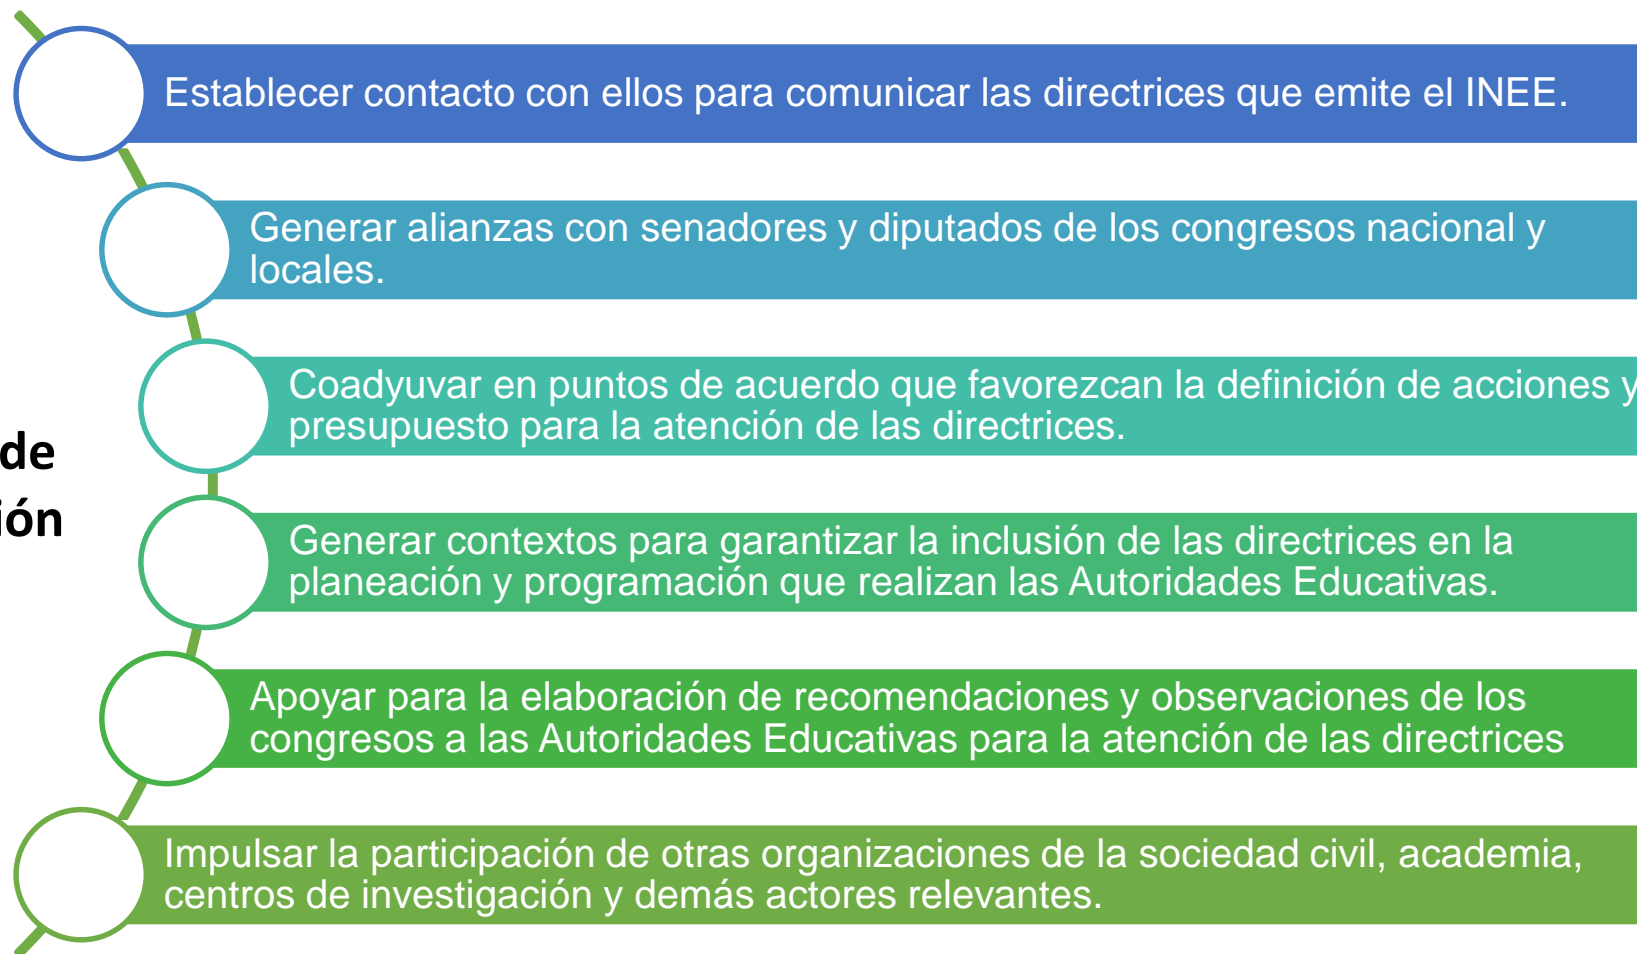 Establecer contacto con ellos para comunicar las directrices que emite el INEE.
Generar alianzas con senadores y diputados de los congresos nacional y
locales.
Coadyuvar en puntos de acuerdo que favorezcan la definición de acciones y
presupuesto para la atención de las directrices.
de
ión
Generar contextos para garantizar la inclusión de las directrices en la
planeación y programación que realizan las Autoridades Educativas.
Apoyar para la elaboración de recomendaciones y observaciones de los
congresos a las Autoridades Educativas para la atención de las directrices
Impulsar la participación de otras organizaciones de la sociedad civil, academia,
centros de investigación y demás actores relevantes.